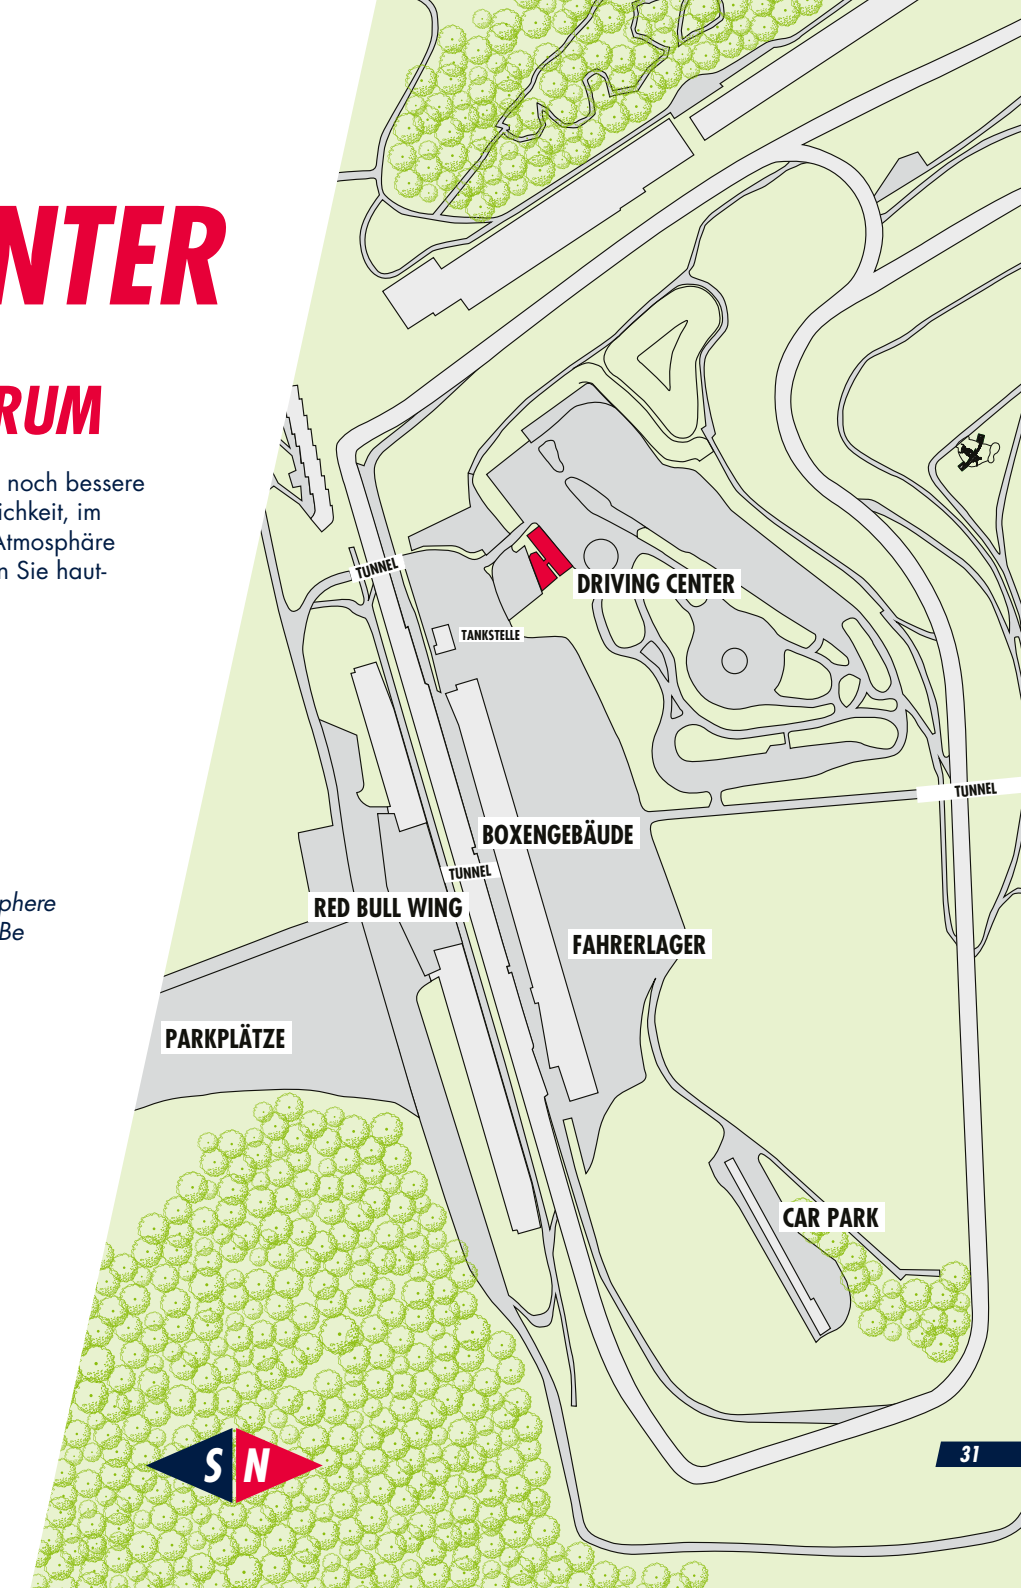 NTER
RUM
noch bessere
ichkeit, im
Atmosphäre
n Sie haut-
phere
Be
TUNNEL
DRIVING CENTER
TANKSTELLE
TUNNEL
BOXENGEBÄUDE
TUNNEL
RED BULL WING
FAHRERLAGER
PARKPLÄTZE
CAR PARK
S N
31